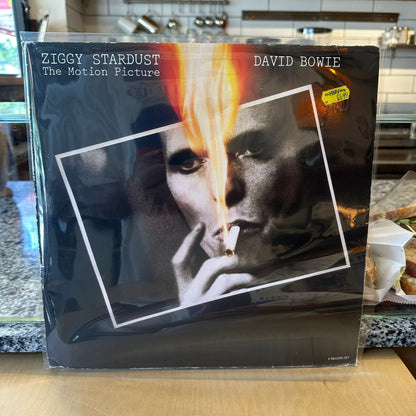 ZIGGY STARDUST
The Motion Picture
DAVID BOWIE
2 RECORD SET